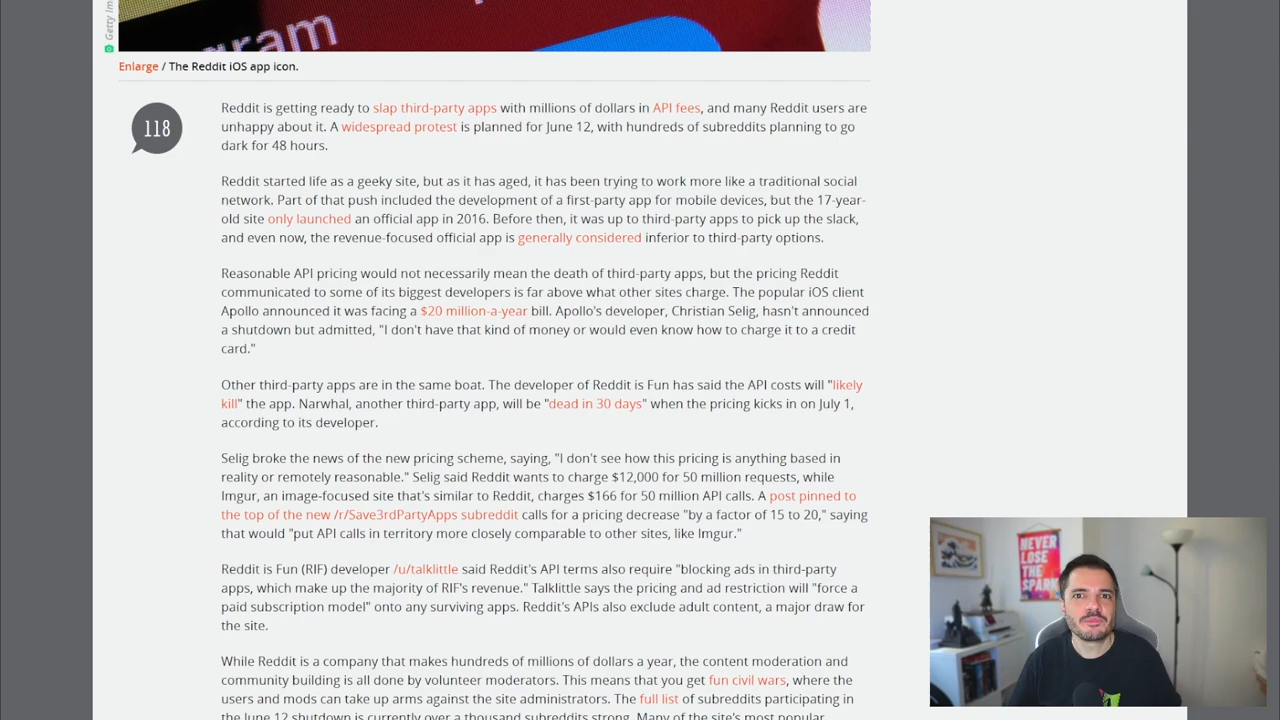 Getty Im
gram
Enlarge / The Reddit iOS app icon.
118
Reddit is getting ready to slap third-party apps with millions of dollars in API fees, and many Reddit users are
unhappy about it. A widespread protest is planned for June 12, with hundreds of subreddits planning to go
dark for 48 hours.
Reddit started life as a geeky site, but as it has aged, it has been trying to work more like a traditional social
network. Part of that push included the development of a first-party app for mobile devices, but the 17-year-
old site only launched an official app in 2016. Before then, it was up to third-party apps to pick up the slack,
and even now, the revenue-focused official app is generally considered inferior to third-party options.
Reasonable API pricing would not necessarily mean the death of third-party apps, but the pricing Reddit
communicated to some of its biggest developers is far above what other sites charge. The popular iOS client
Apollo announced it was facing a $20 million-a-year bill. Apollo's developer, Christian Selig, hasn't announced
a shutdown but admitted, "I don't have that kind of money or would even know how to charge it to a credit
card."
Other third-party apps are in the same boat. The developer of Reddit is Fun has said the API costs will "likely
kill" the app. Narwhal, another third-party app, will be "dead in 30 days" when the pricing kicks in on July 1,
according to its developer.
Selig broke the news of the new pricing scheme, saying, "I don't see how this pricing is anything based in
reality or remotely reasonable." Selig said Reddit wants to charge $12,000 for 50 million requests, while
Imgur, an image-focused site that's similar to Reddit, charges $166 for 50 million API calls. A post pinned to
the top of the new /r/Save3rdPartyApps subreddit calls for a pricing decrease "by a factor of 15 to 20," saying
that would "put API calls in territory more closely comparable to other sites, like Imgur."
Reddit is Fun (RIF) developer /u/talklittle said Reddit's API terms also require "blocking ads in third-party
apps, which make up the majority of RIF's revenue." Talklittle says the pricing and ad restriction will "force a
paid subscription model" onto any surviving apps. Reddit's APIs also exclude adult content, a major draw for
the site.
While Reddit is a company that makes hundreds of millions of dollars a year, the content moderation and
community building is all done by volunteer moderators. This means that you get fun civil wars, where the
users and mods can take up arms against the site administrators. The full list of subreddits participating in
the June 12 shutdown is currently over a thousand subreddits strong. Many of the site's most popular
NEVER
LOSE
THE
SPARK